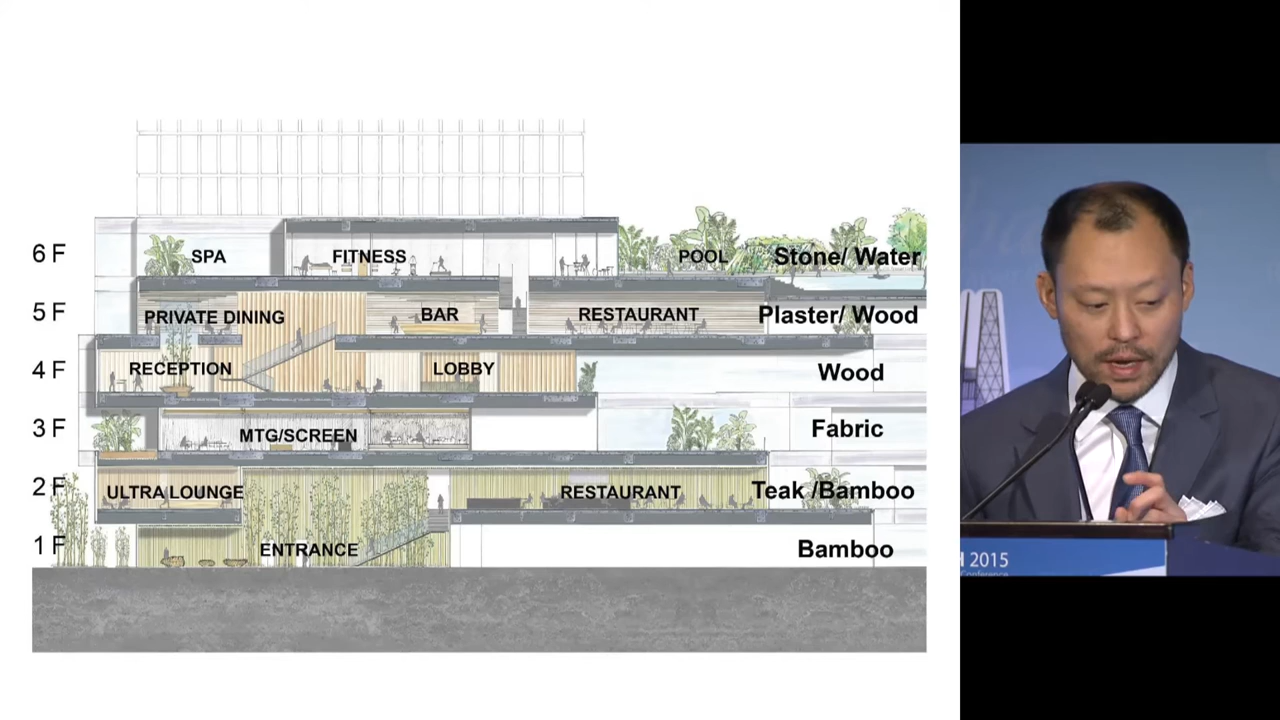 6 F SPA FITNESS POOL Stone/ Water
5 F PRIVATE DINING BAR RESTAURANT Plaster/ Wood
4 F RECEPTION LOBBY Wood
3 F MTG/SCREEN Fabric
2 F ULTRA LOUNGE RESTAURANT Teak /Bamboo
1 F ENTRANCE Bamboo
2015
Conference